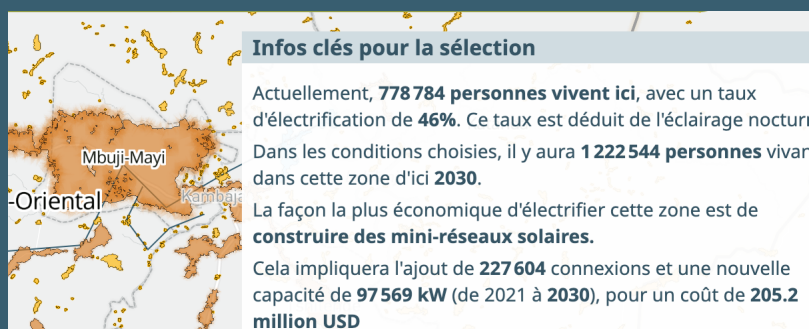 Infos clés pour la sélection
Actuellement, 778 784 personnes vivent ici, avec un taux
d'électrification de 46%. Ce taux est déduit de l'éclairage
Dans les conditions choisies, il y aura 1 222 544 personnes
dans cette zone d'ici 2030.
La façon la plus économique d'électrifier cette zone est de
construire des mini-réseaux solaires.
Cela impliquera l'ajout de 227 604 connexions et une nouvelle
capacité de 97 569 kW (de 2021 à 2030), pour un coût de 205.2
million USD
Mbuji-Mayi
-Oriental
Kambaja